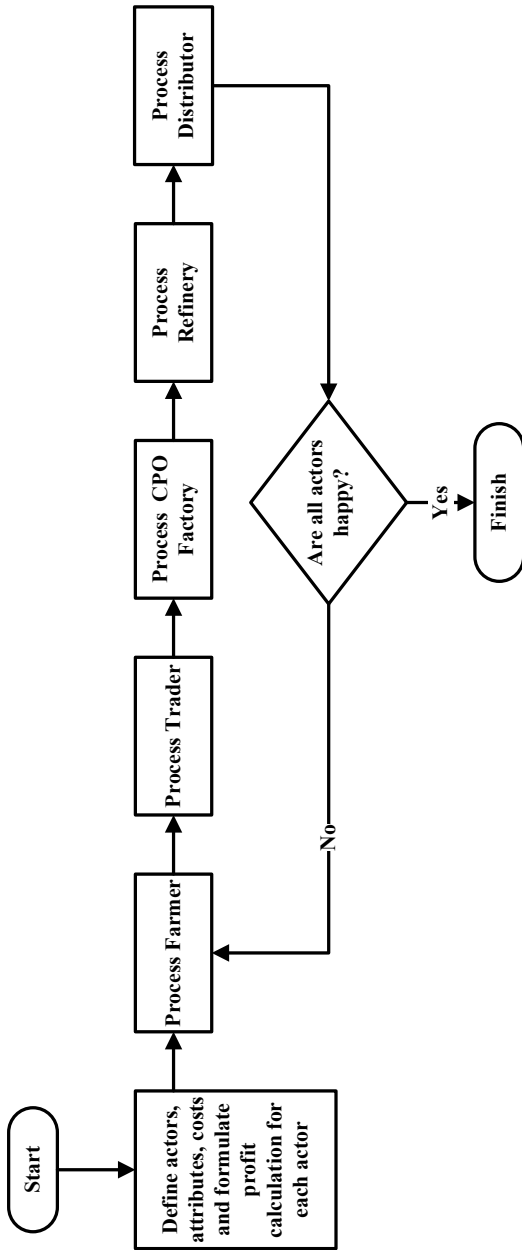 Start
Define actors,
attributes, costs
and formulate
profit
calculation for
each actor
Process Farmer
Process Trader
Process CPO
Factory
Process
Refinery
Process
Distributor
Are all actors
happy?
No
Yes
Finish